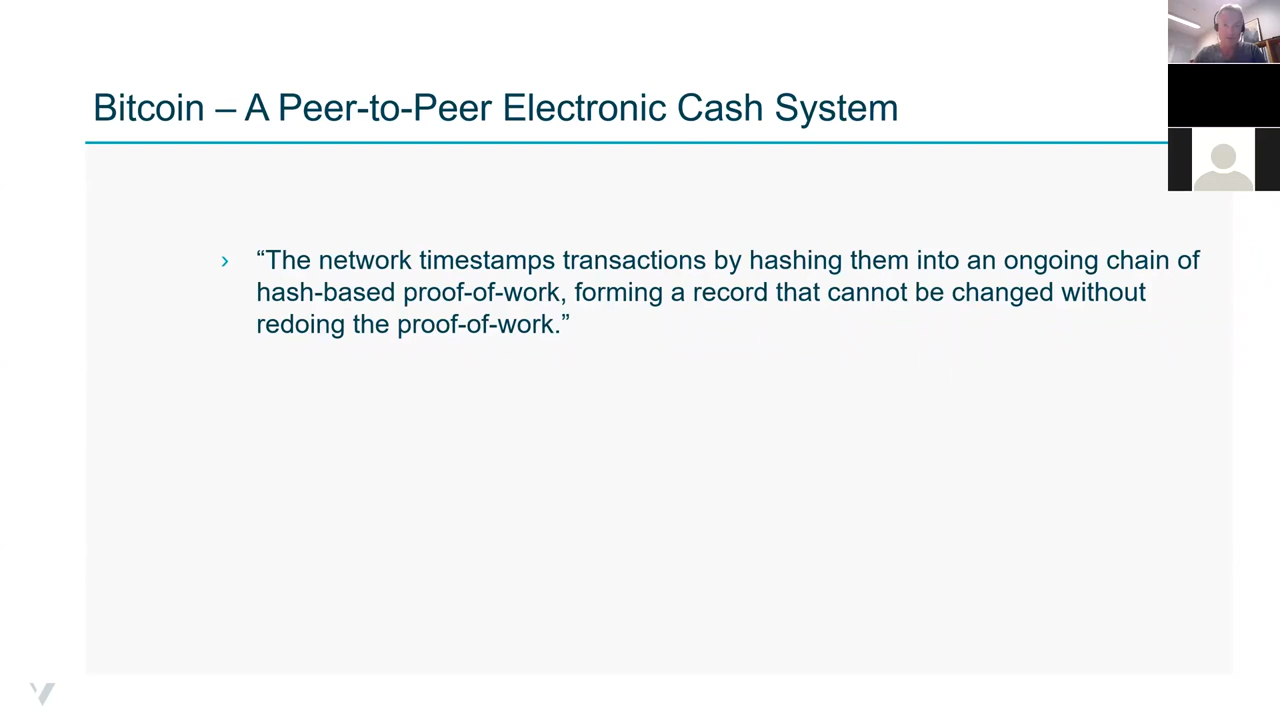 Bitcoin – A Peer-to-Peer Electronic Cash System
› “The network timestamps transactions by hashing them into an ongoing chain of
hash-based proof-of-work, forming a record that cannot be changed without
redoing the proof-of-work.”